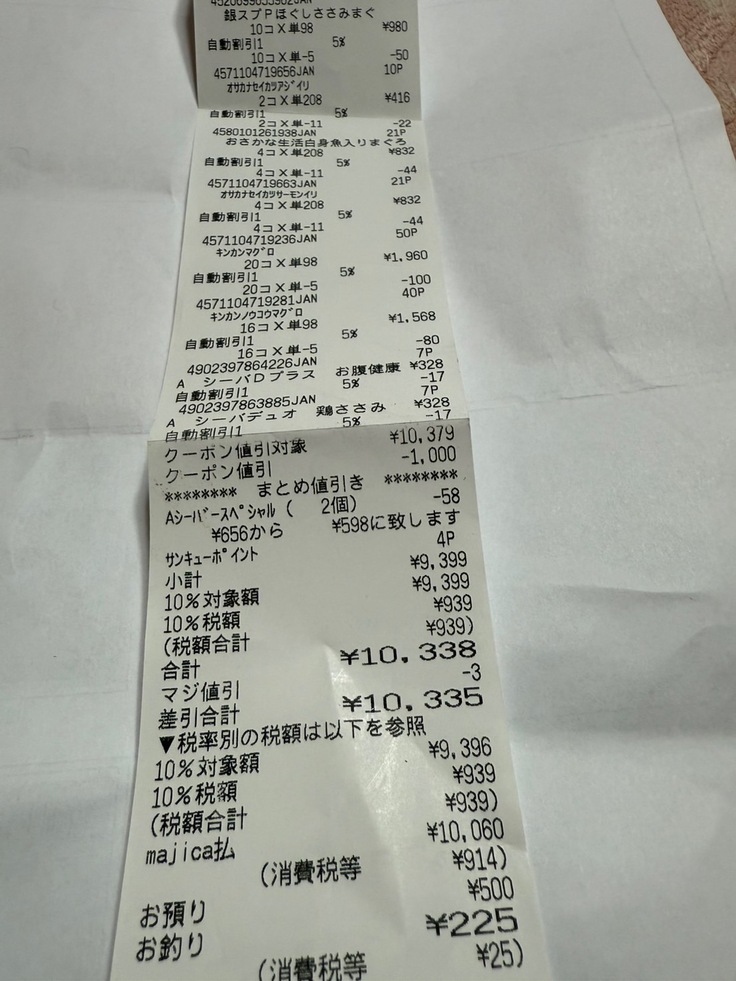 4520699655962JAN
銀スプPほぐしささみまぐ
10コX単98 ¥980
自動割引1 5%
10コX単-5 -50
4571104719656JAN 10P
オサカナセイカツアジイリ
2コX単208 ¥416
自動割引1 5%
2コX単-11 -22
4580101261938JAN 21P
おさかな生活白身魚入りまぐろ
4コX単208 ¥832
自動割引1 5%
4コX単-11 -44
4571104719663JAN 21P
オサカナセイカツサーモンイリ
4コX単208 ¥832
自動割引1 5%
4コX単-11 -44
4571104719236JAN 50P
キンカンマグロ
20コX単98 ¥1,960
自動割引1 5%
20コX単-5 -100
4571104719281JAN 40P
キンカンノウコウマグロ
16コX単98 ¥1,568
自動割引1 5%
16コX単-5 -80
4902397864226JAN 7P
A シーバDプラス お腹健康 ¥328
自動割引1 5% -17
4902397863885JAN 7P
A シーバデュオ 鶏ささみ ¥328
自動割引1 5% -17
クーポン値引対象 ¥10,379
クーポン値引 -1,000
******** まとめ値引き ********
Aシーバースペシャル( 2個) -58
¥656から ¥598に致します
サンキューポイント 4P
小計 ¥9,399
10%対象額 ¥9,399
10%税額 ¥939
(税額合計 ¥939)
合計 ¥10,338
マジ値引 -3
差引合計 ¥10,335
▼税率別の税額は以下を参照
10%対象額 ¥9,396
10%税額 ¥939
(税額合計 ¥939)
majica払 ¥10,060
(消費税等 ¥914)
お預り ¥500
お釣り ¥225
(消費税等 ¥25)